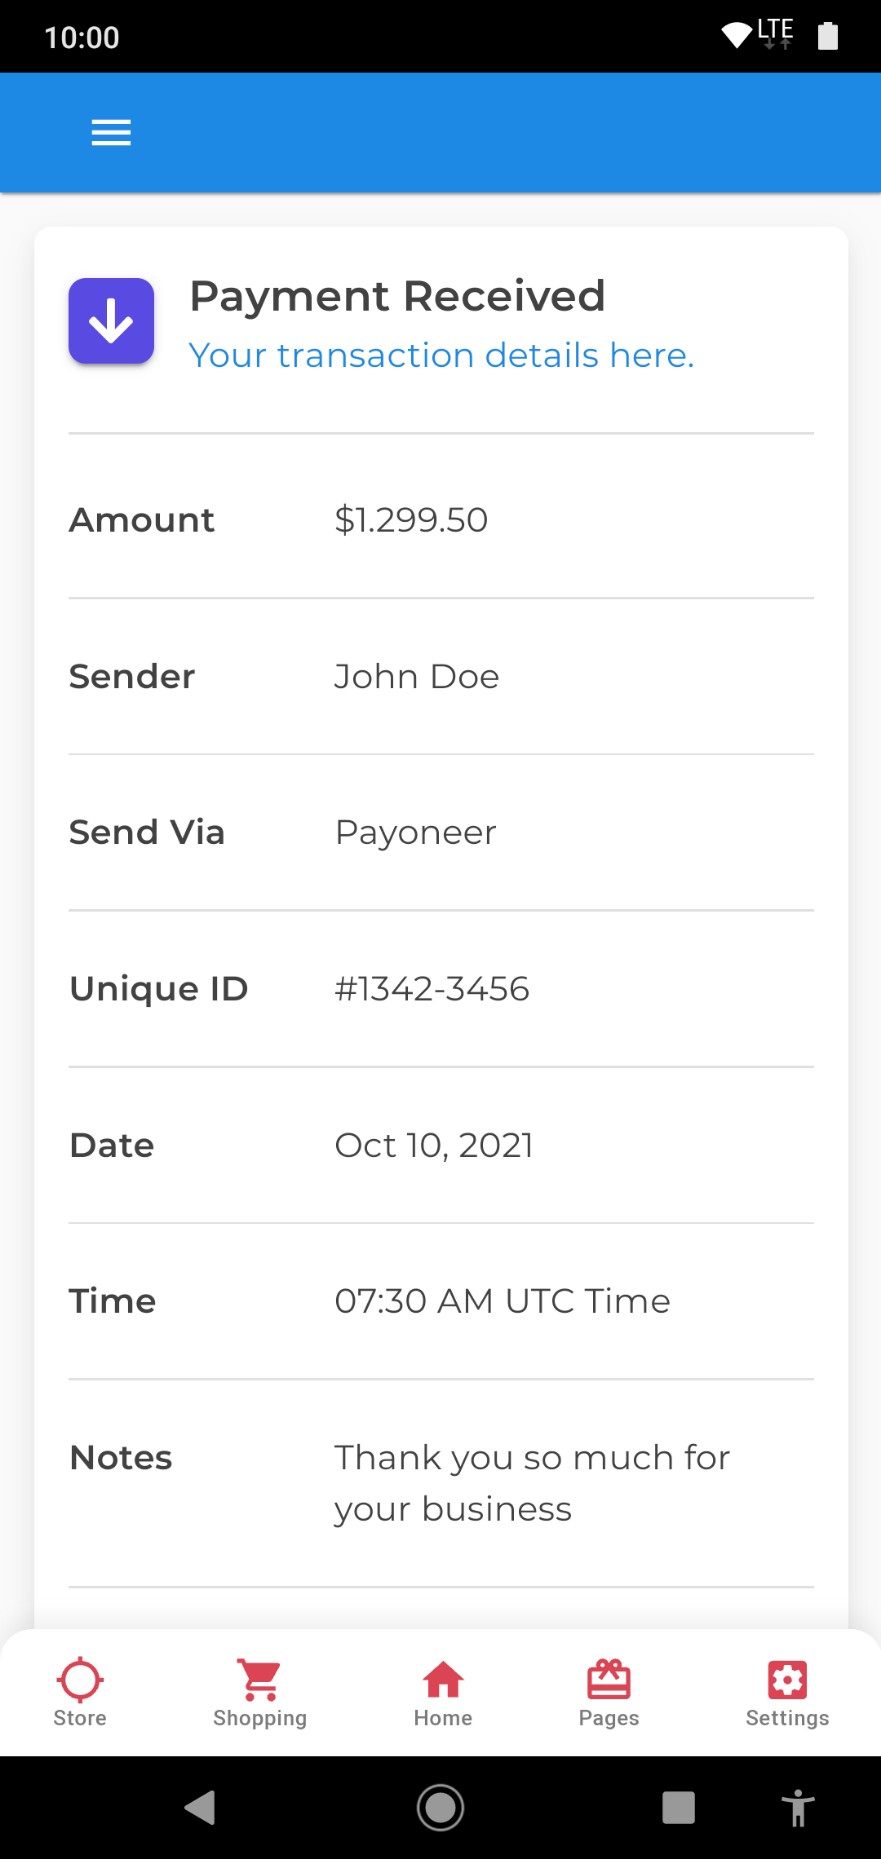 10:00
LTE
Payment Received
Your transaction details here.
Amount $1.299.50
Sender John Doe
Send Via Payoneer
Unique ID #1342-3456
Date Oct 10, 2021
Time 07:30 AM UTC Time
Notes Thank you so much for
your business
Store Shopping Home Pages Settings